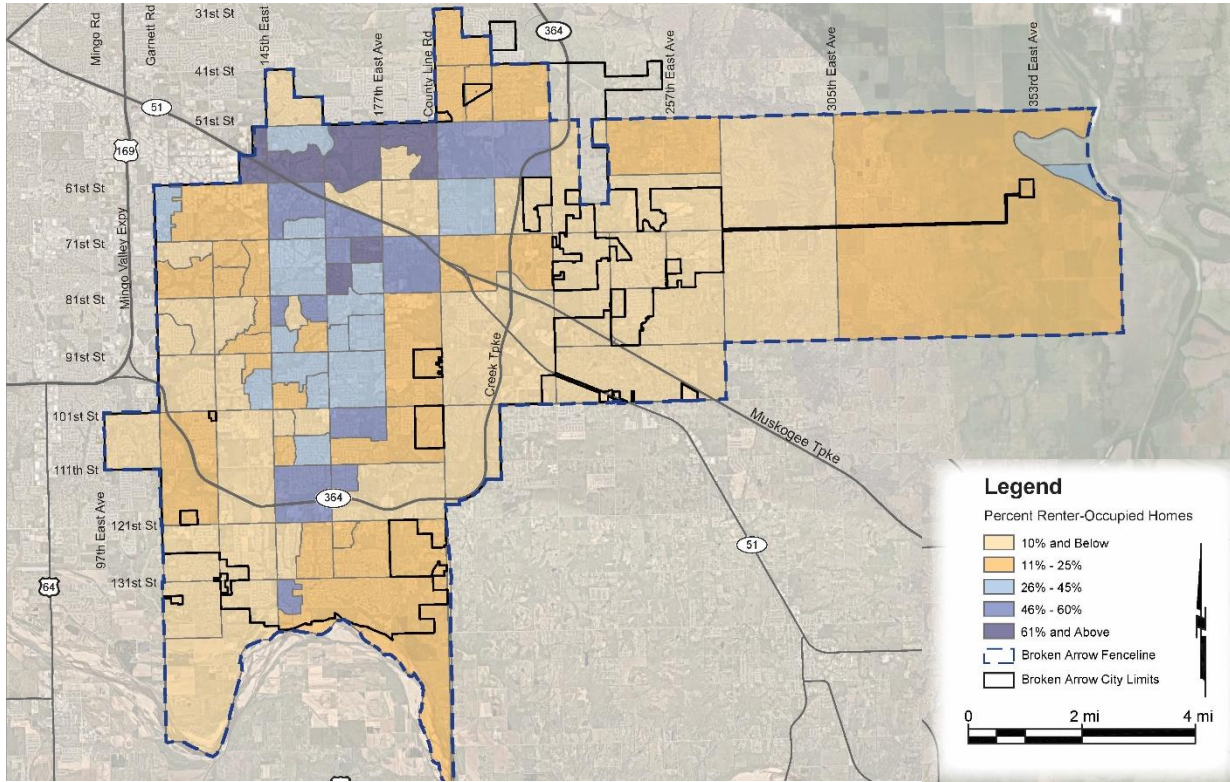 Mingo Rd
Garnett Rd
145th East
177th East Ave
County Line Rd
257th East Ave
305th East Ave
353rd East Ave
31st St
41st St
51st St
61st St
71st St
81st St
91st St
101st St
111th St
121st St
131st St
364
51
169
Mingo Valley Expy
Creek Tpke
Muskogee Tpke
97th East Ave
364
51
64
Legend
Percent Renter-Occupied Homes
10% and Below
11% - 25%
26% - 45%
46% - 60%
61% and Above
Broken Arrow Fenceline
Broken Arrow City Limits
0 2 mi 4 mi